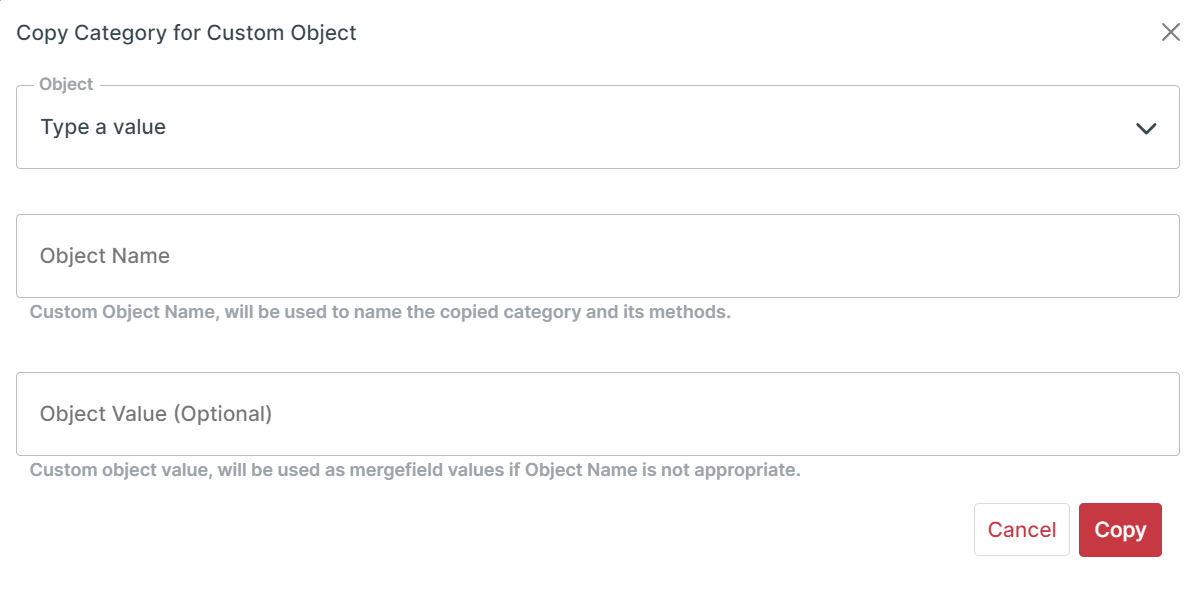 Copy Category for Custom Object
Object
Type a value
Object Name
Custom Object Name, will be used to name the copied category and its methods.
Object Value (Optional)
Custom object value, will be used as mergefield values if Object Name is not appropriate.
Cancel
Copy